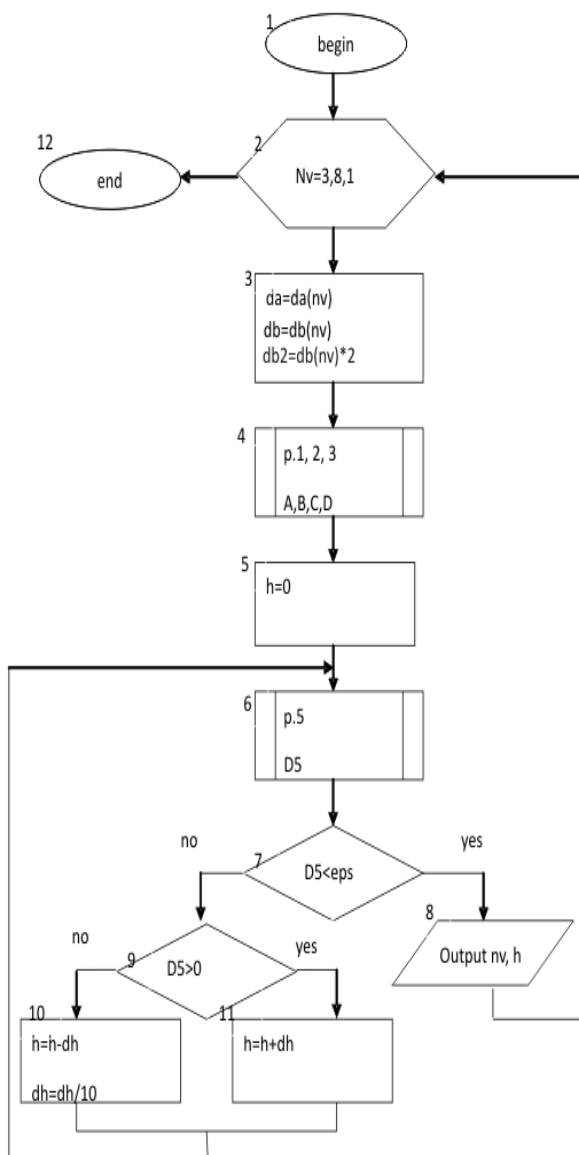 1
begin
12
end
2
Nv=3,8,1
3
da=da(nv)
db=db(nv)
db2=db(nv)*2
4
p.1, 2, 3
A,B,C,D
5
h=0
6
p.5
D5
no
yes
7
D5<eps
8
Output nv, h
no
yes
9
D5>0
10
h=h-dh
dh=dh/10
11
h=h+dh